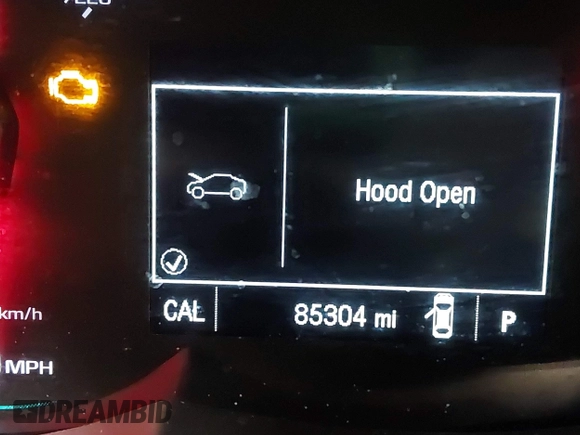 Hood Open
CAL
85304 mi
P
km/h
MPH
DREAMBID